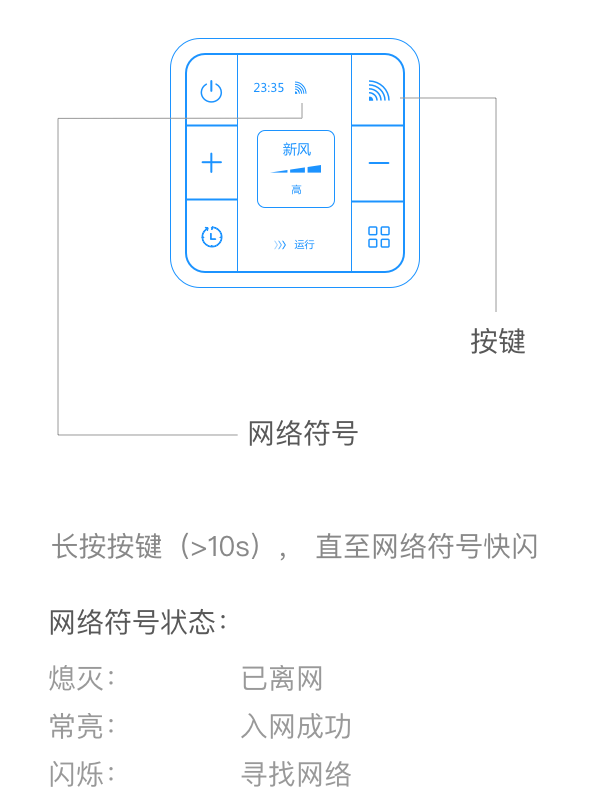 23:35
新风
高
运行
按键
网络符号
长按按键（>10s）， 直至网络符号快闪
网络符号状态：
熄灭： 已离网
常亮： 入网成功
闪烁： 寻找网络